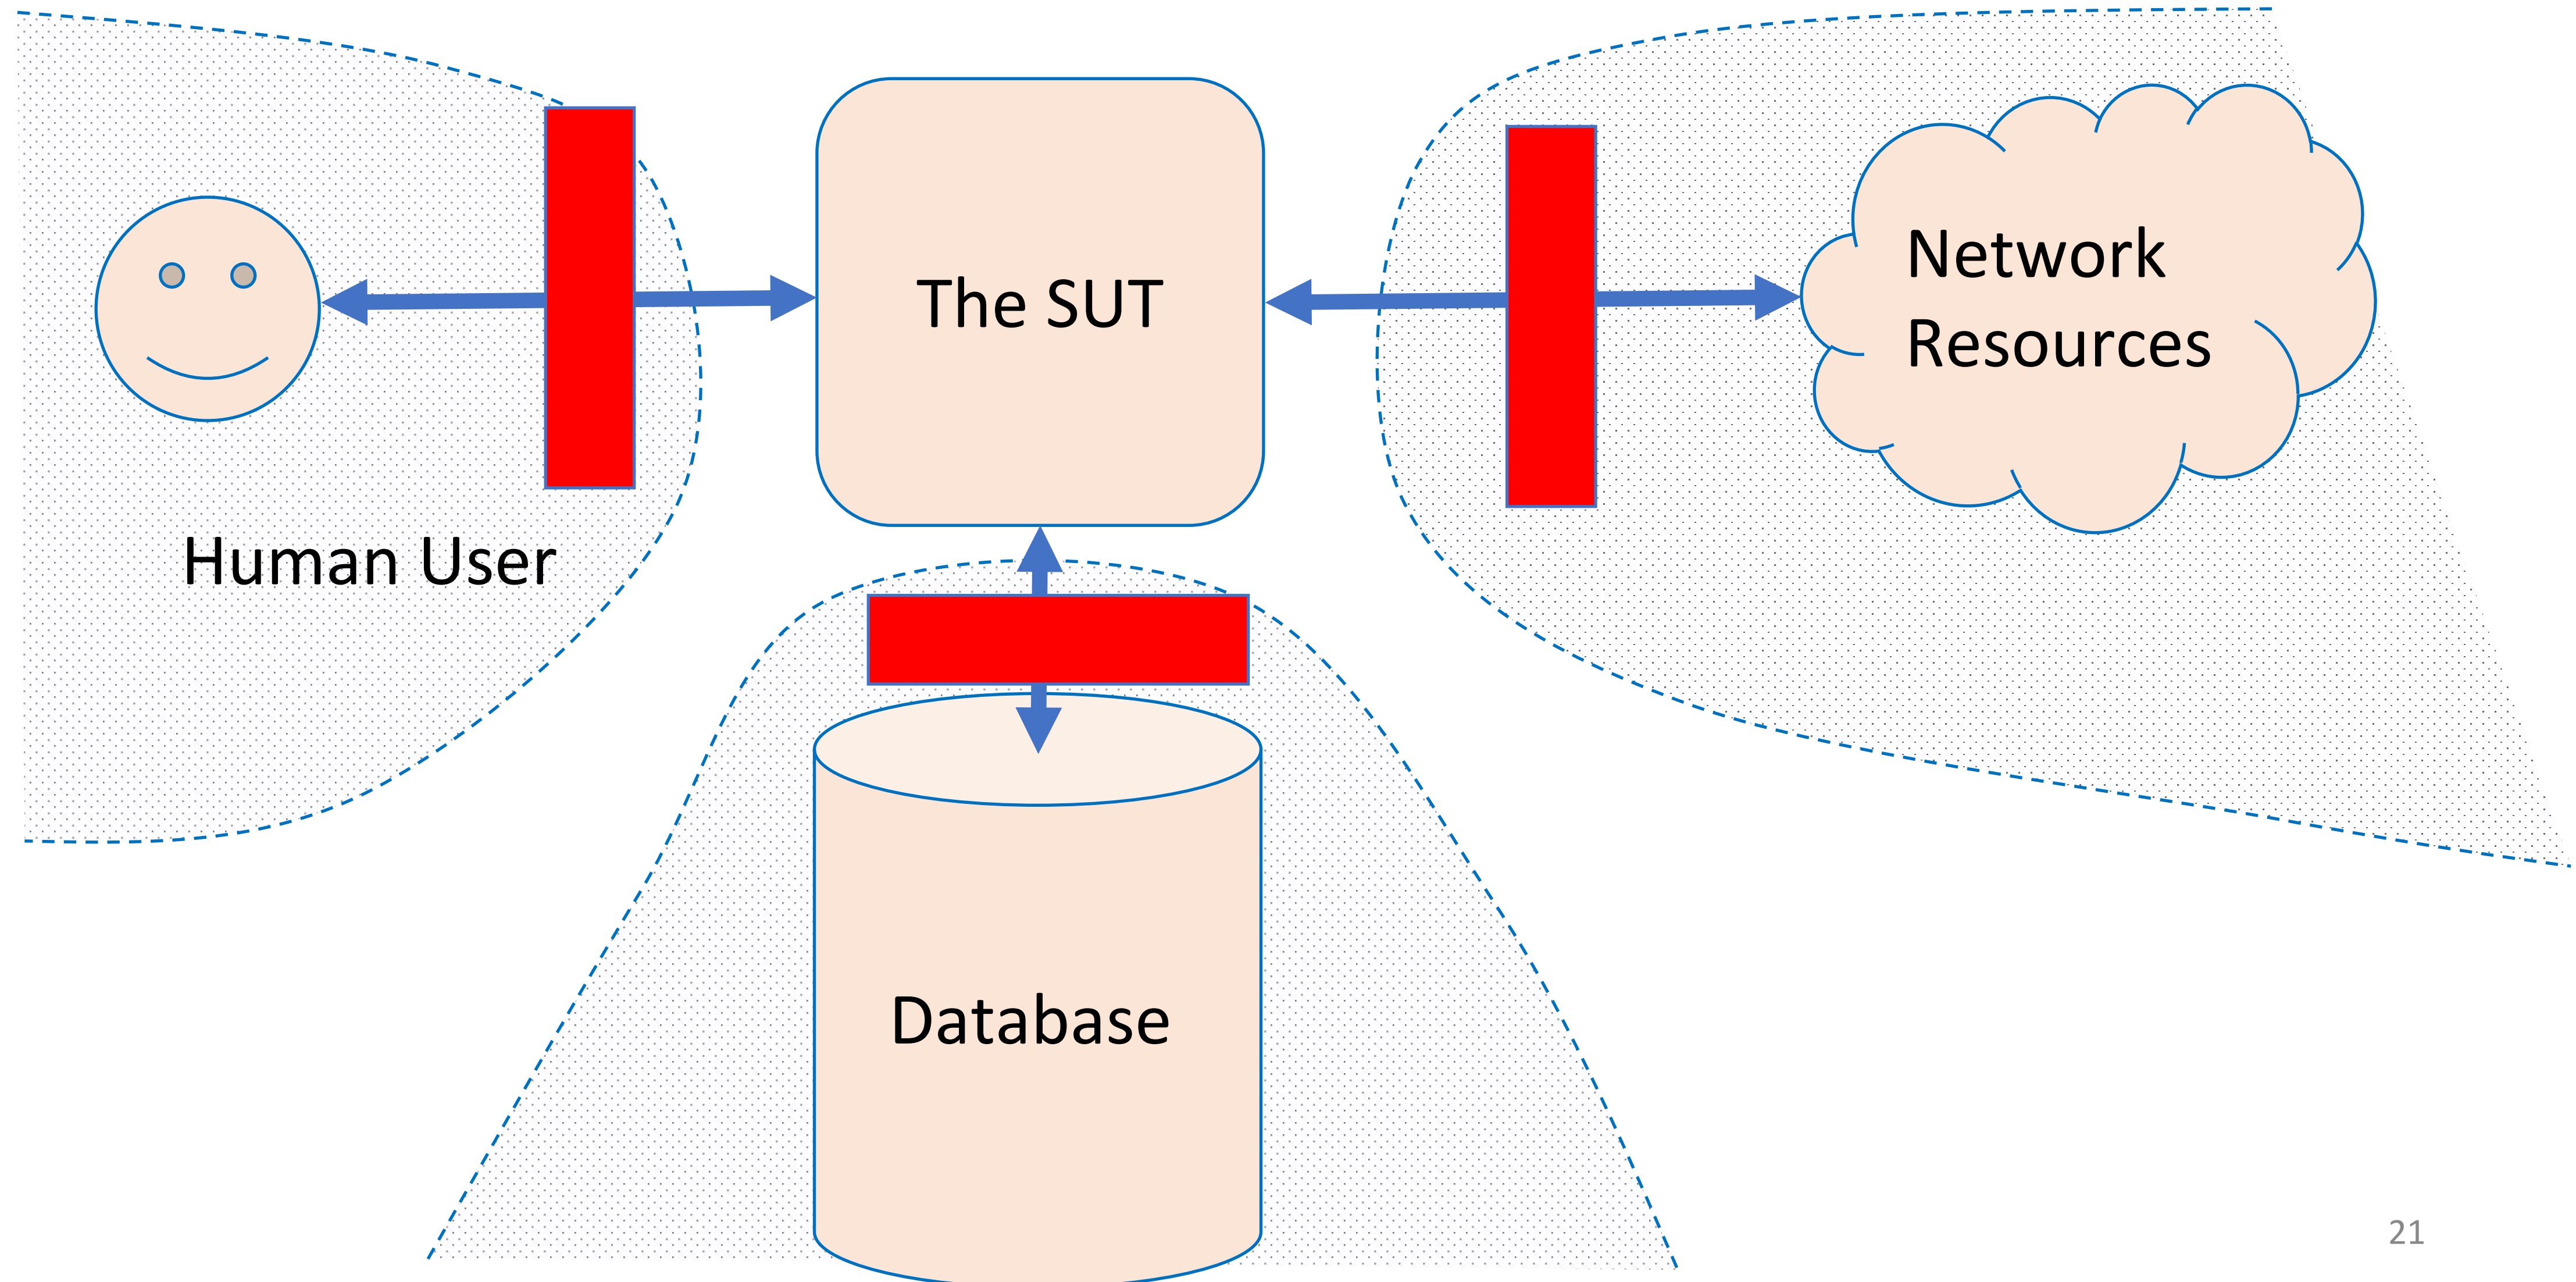 The SUT
Network
Resources
Human User
Database
21